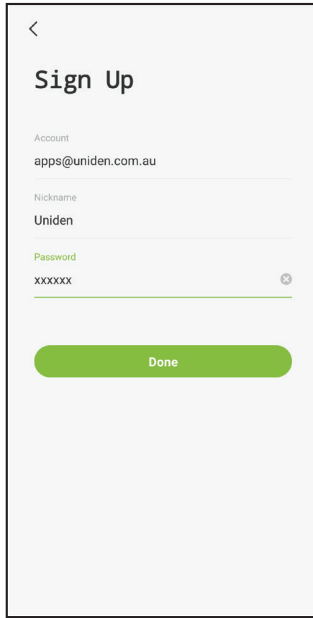 Sign Up
Account
apps@uniden.com.au
Nickname
Uniden
Password
xxxxxx
Done